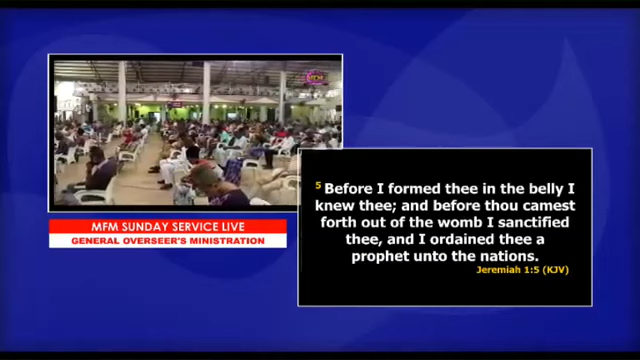 MFM
MFM SUNDAY SERVICE LIVE
GENERAL OVERSEER'S MINISTRATION
5 Before I formed thee in the belly I
knew thee; and before thou camest
forth out of the womb I sanctified
thee, and I ordained thee a
prophet unto the nations.
Jeremiah 1:5 (KJV)